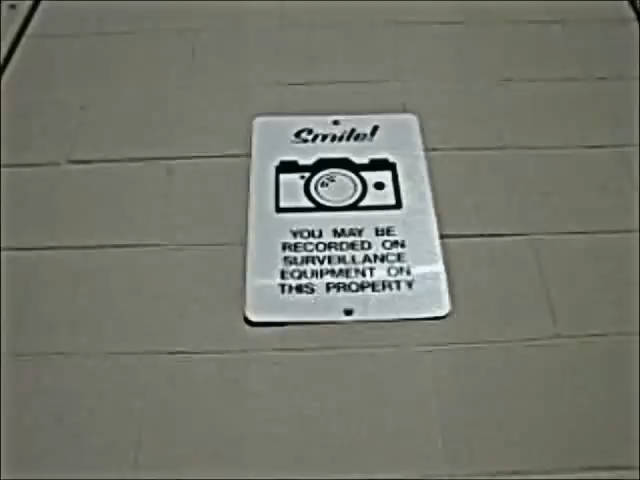 Smile!
YOU MAY BE
RECORDED ON
SURVEILLANCE
EQUIPMENT ON
THIS PROPERTY